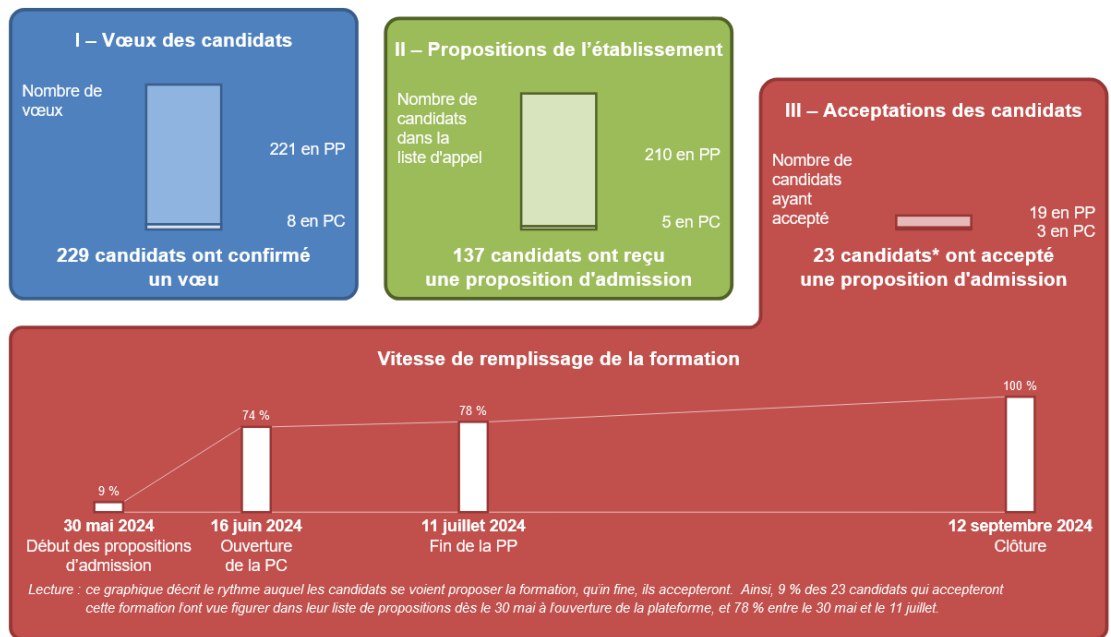 I – Vœux des candidats
Nombre de
vœux
221 en PP
8 en PC
229 candidats ont confirmé
un vœu
II – Propositions de l'établissement
Nombre de
candidats
dans la
liste d'appel
210 en PP
5 en PC
137 candidats ont reçu
une proposition d'admission
III – Acceptations des candidats
Nombre de
candidats
ayant
accepté
19 en PP
3 en PC
23 candidats* ont accepté
une proposition d'admission
Vitesse de remplissage de la formation
9 %
74 %
78 %
100 %
30 mai 2024
Début des propositions
d'admission
16 juin 2024
Ouverture
de la PC
11 juillet 2024
Fin de la PP
12 septembre 2024
Clôture
Lecture : ce graphique décrit le rythme auquel les candidats se voient proposer la formation, qu'in fine, ils accepteront. Ainsi, 9 % des 23 candidats qui accepteront
cette formation l'ont vue figurer dans leur liste de propositions dès le 30 mai à l'ouverture de la plateforme, et 78 % entre le 30 mai et le 11 juillet.